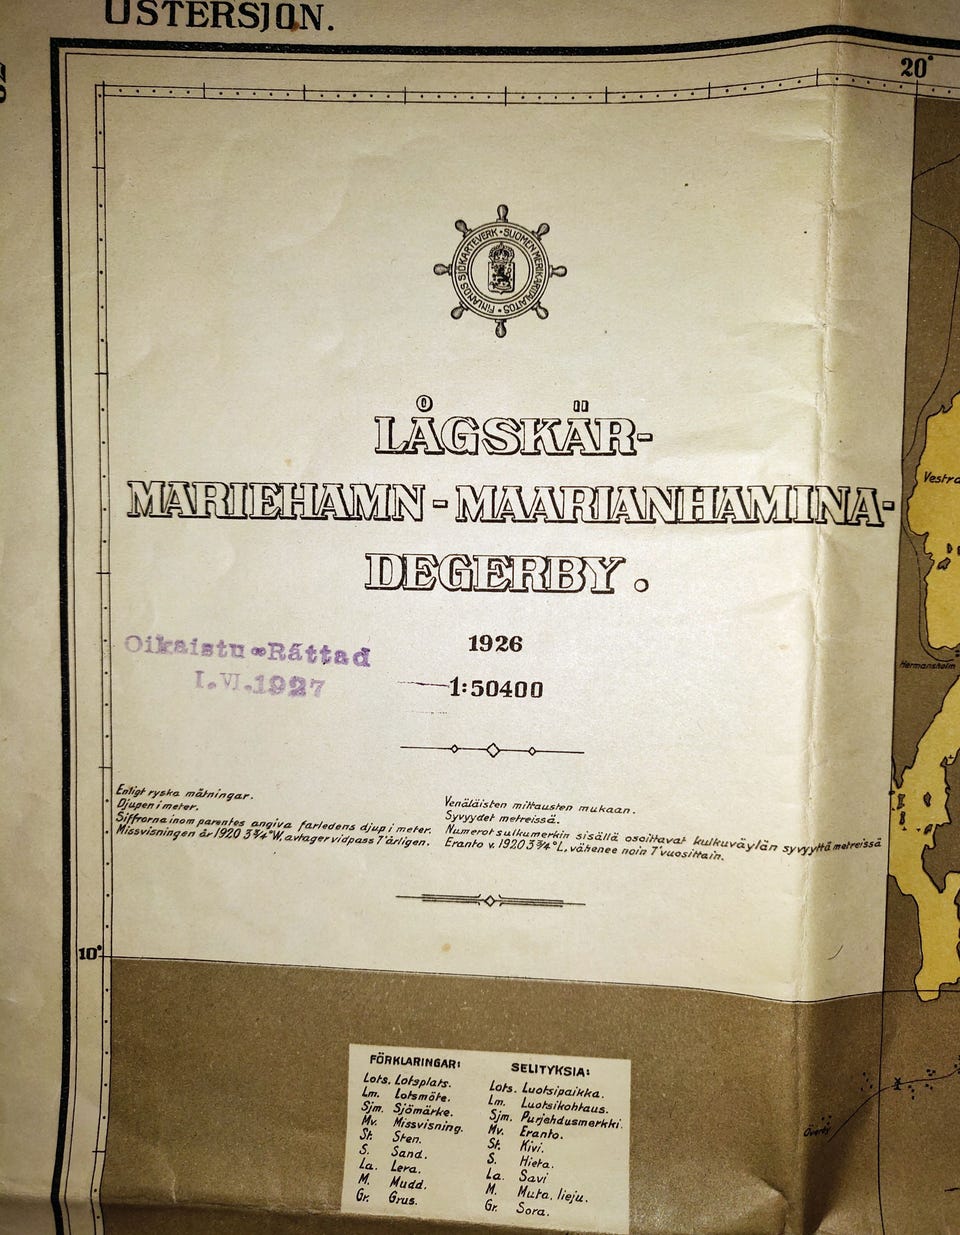 ÖSTERSJÖN.
20°
FINLANDS SJÖKARTEVERK • SUOMEN MERIKARTTALAITOS •
LÅGSKÄR-
MARIEHAMN - MAARIANHAMINA-
DEGERBY.
Oikaistu - Rättad
I.VI.1927
1926
1:50400
Vestra
Hermansholm
Enligt ryska mätningar.
Djupen i meter.
Siffrorna inom parentes angiva farledens djup i meter.
Missvisningen år 1920 3¾° W, avtager vidpass 7' årligen.
Venäläisten mittausten mukaan.
Syvyydet metreissä.
Numerot sulkumerkin sisällä osoittavat kulkuväylän syvyyttä metreissä
Eranto v. 1920 3¾° L, vähenee noin 7' vuosittain.
10'
FÖRKLARINGAR:
Lots. Lotsplats.
Lm. Lotsmöte.
Sjm. Sjömärke.
Mv. Missvisning.
St. Sten.
S. Sand.
La. Lera.
M. Mudd.
Gr. Grus.
SELITYKSIÄ:
Lots. Luotsipaikka.
Lm. Luotsikohtaus.
Sjm. Purjehdusmerkki.
Mv. Eranto.
St. Kivi.
S. Hieta.
La. Savi
M. Muta, lieju.
Gr. Sora.